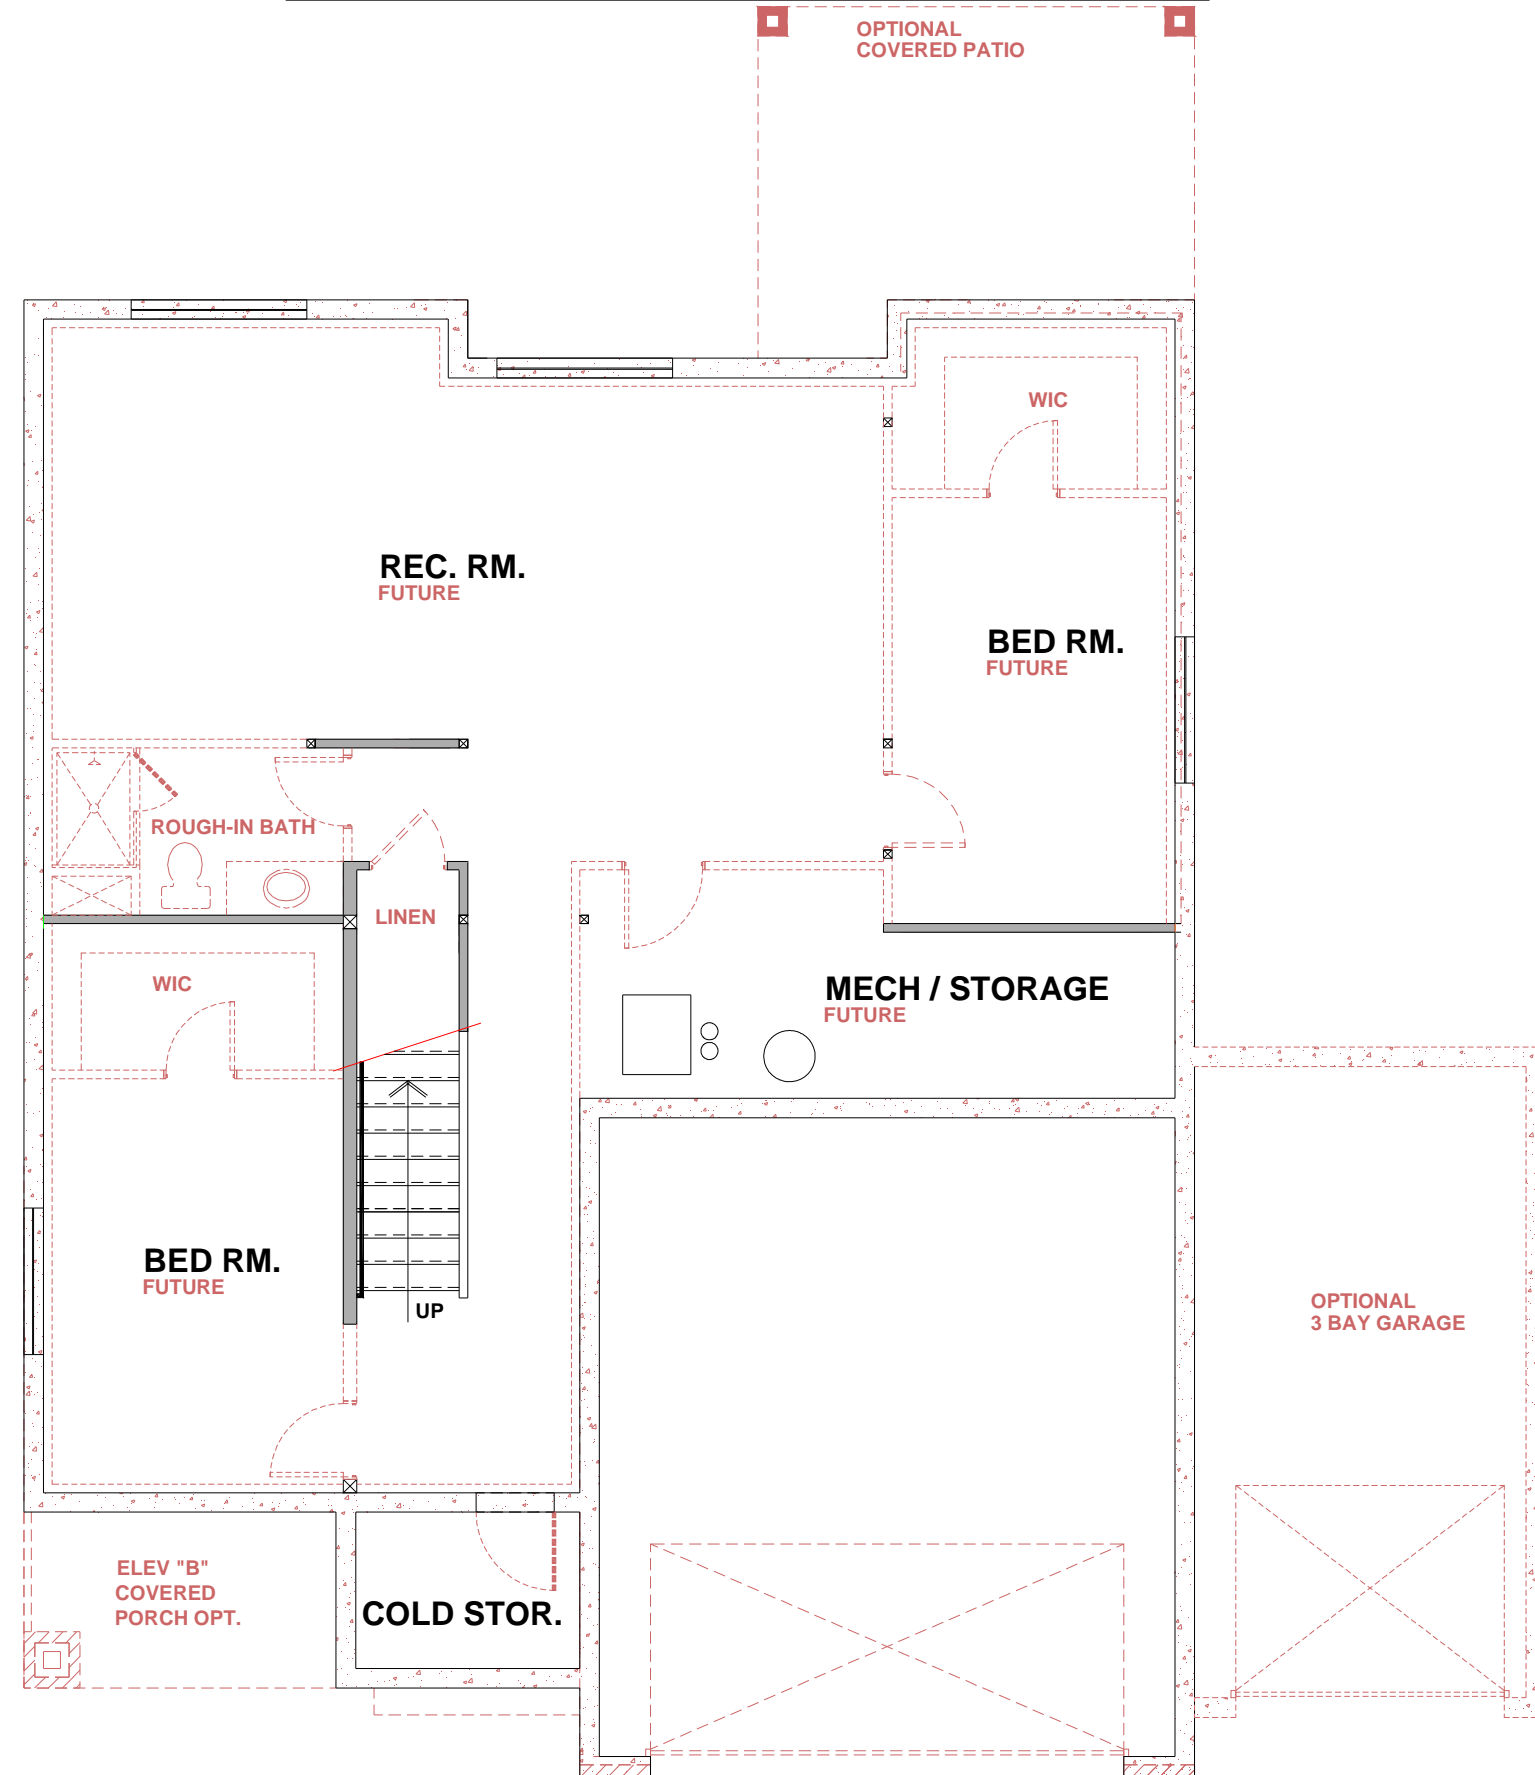 OPTIONAL
COVERED PATIO
WIC
REC. RM.
FUTURE
BED RM.
FUTURE
ROUGH-IN BATH
LINEN
WIC
MECH / STORAGE
FUTURE
BED RM.
FUTURE
UP
OPTIONAL
3 BAY GARAGE
ELEV "B"
COVERED
PORCH OPT.
COLD STOR.